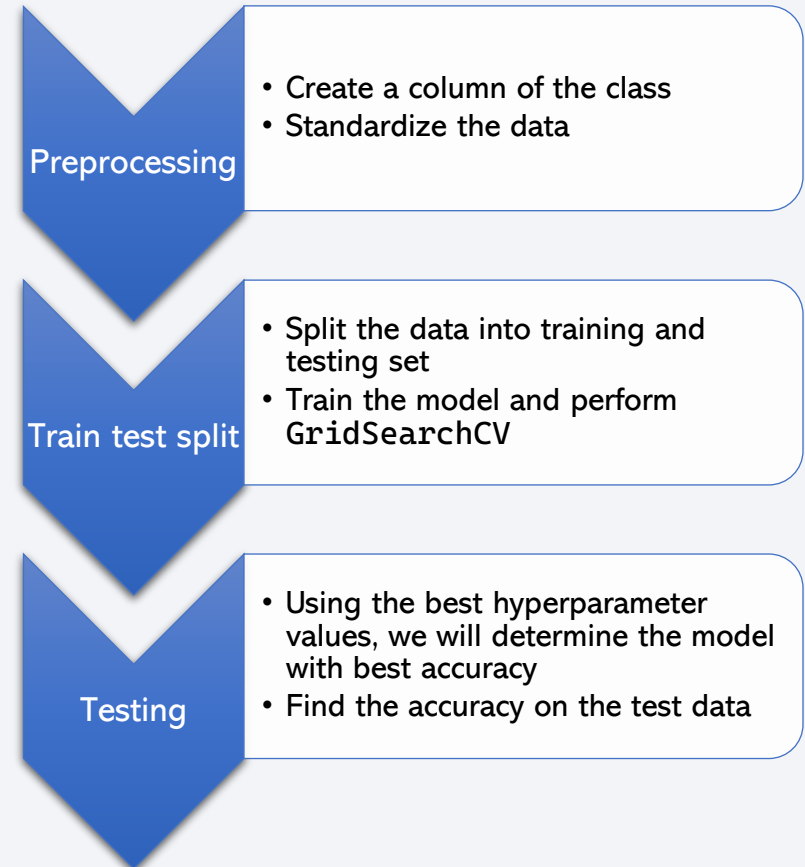 Preprocessing
• Create a column of the class
• Standardize the data
Train test split
• Split the data into training and
testing set
• Train the model and perform
GridSearchCV
Testing
• Using the best hyperparameter
values, we will determine the model
with best accuracy
• Find the accuracy on the test data